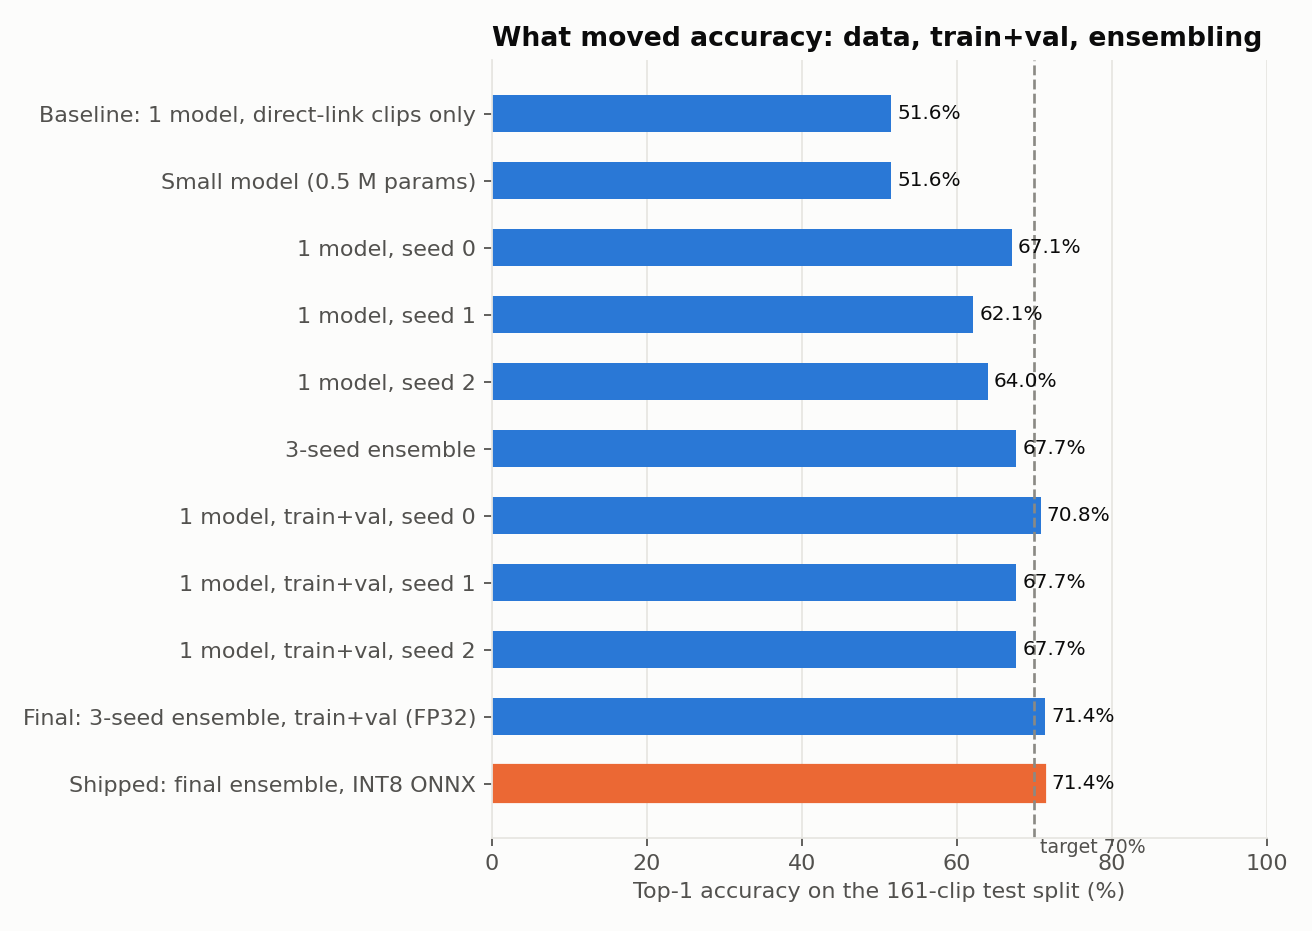 What moved accuracy: data, train+val, ensembling
Baseline: 1 model, direct-link clips only 51.6%
Small model (0.5 M params) 51.6%
1 model, seed 0 67.1%
1 model, seed 1 62.1%
1 model, seed 2 64.0%
3-seed ensemble 67.7%
1 model, train+val, seed 0 70.8%
1 model, train+val, seed 1 67.7%
1 model, train+val, seed 2 67.7%
Final: 3-seed ensemble, train+val (FP32) 71.4%
Shipped: final ensemble, INT8 ONNX 71.4%
target 70%
0 20 40 60 80 100
Top-1 accuracy on the 161-clip test split (%)